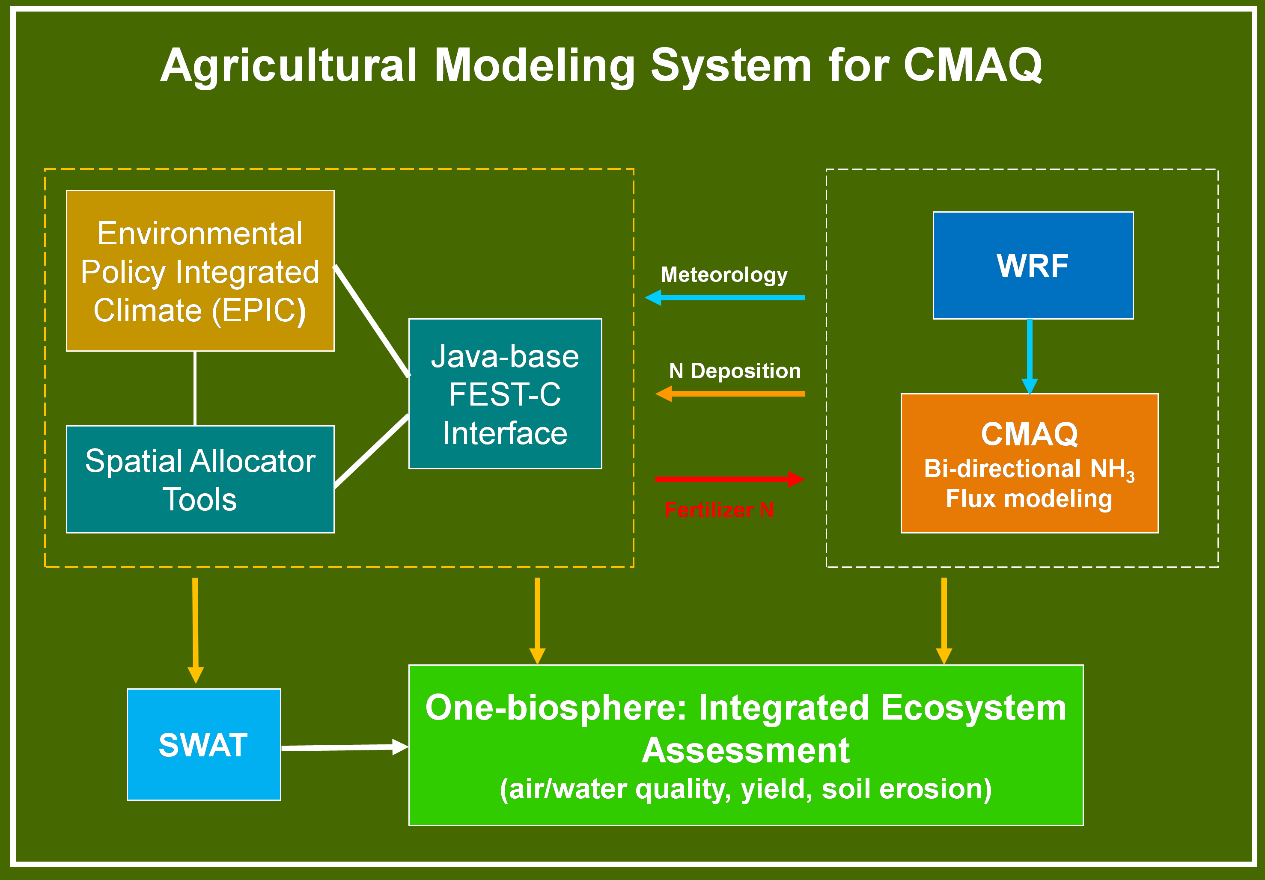 Agricultural Modeling System for CMAQ
Environmental
Policy Integrated
Climate (EPIC)
Java-base
FEST-C
Interface
Spatial Allocator
Tools
Meteorology
N Deposition
Fertilizer N
WRF
CMAQ
Bi-directional NH₃
Flux modeling
SWAT
One-biosphere: Integrated Ecosystem
Assessment
(air/water quality, yield, soil erosion)